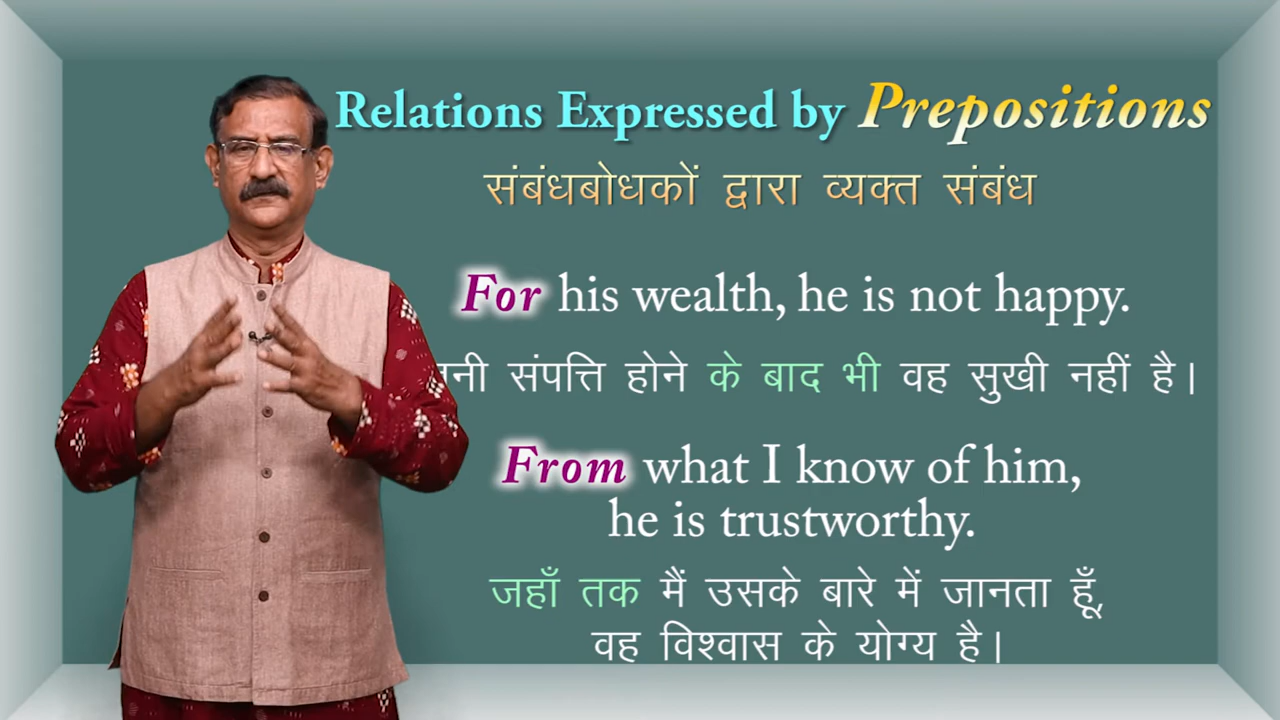 Relations Expressed by Prepositions
संबंधबोधकों द्वारा व्यक्त संबंध
For his wealth, he is not happy.
संपत्ति होने के बाद भी वह सुखी नहीं है।
From what I know of him,
he is trustworthy.
जहाँ तक मैं उसके बारे में जानता हूँ,
वह विश्वास के योग्य है।